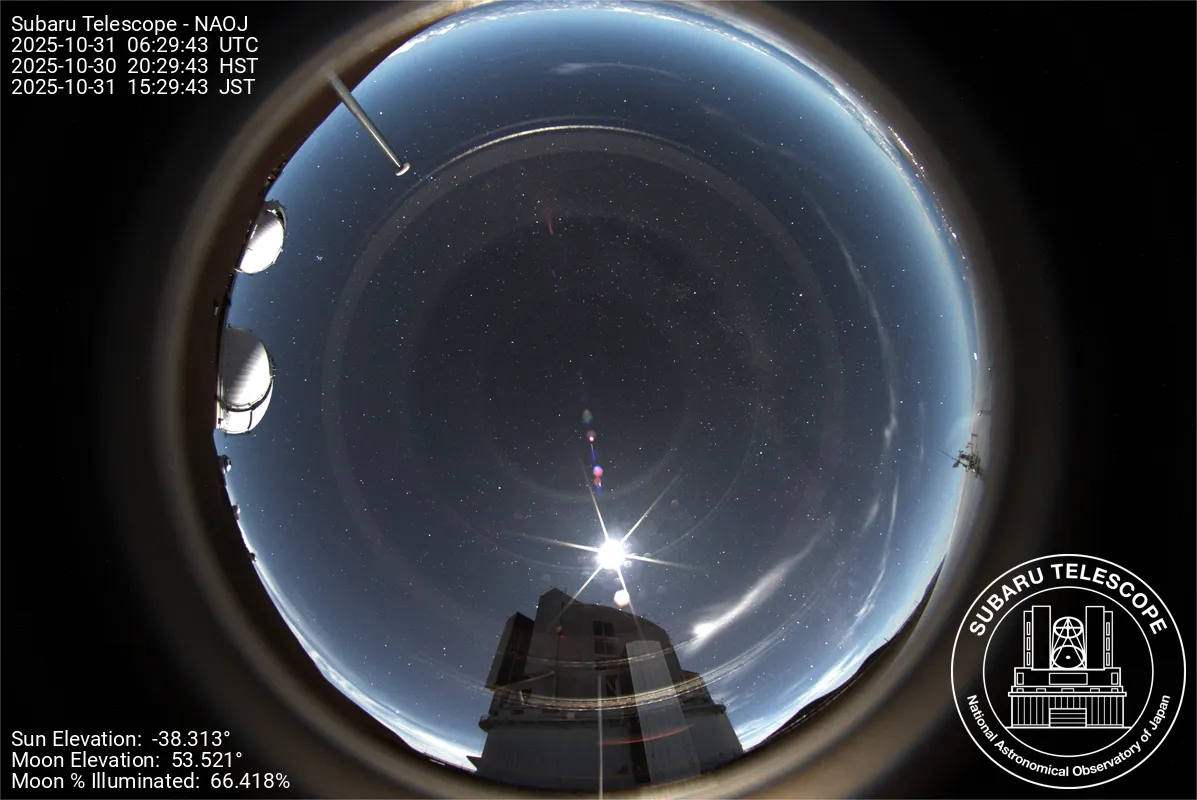 Subaru Telescope - NAOJ
2025-10-31 06:29:43 UTC
2025-10-30 20:29:43 HST
2025-10-31 15:29:43 JST
Sun Elevation: -38.313°
Moon Elevation: 53.521°
Moon % Illuminated: 66.418%
SUBARU TELESCOPE
National Astronomical Observatory of Japan